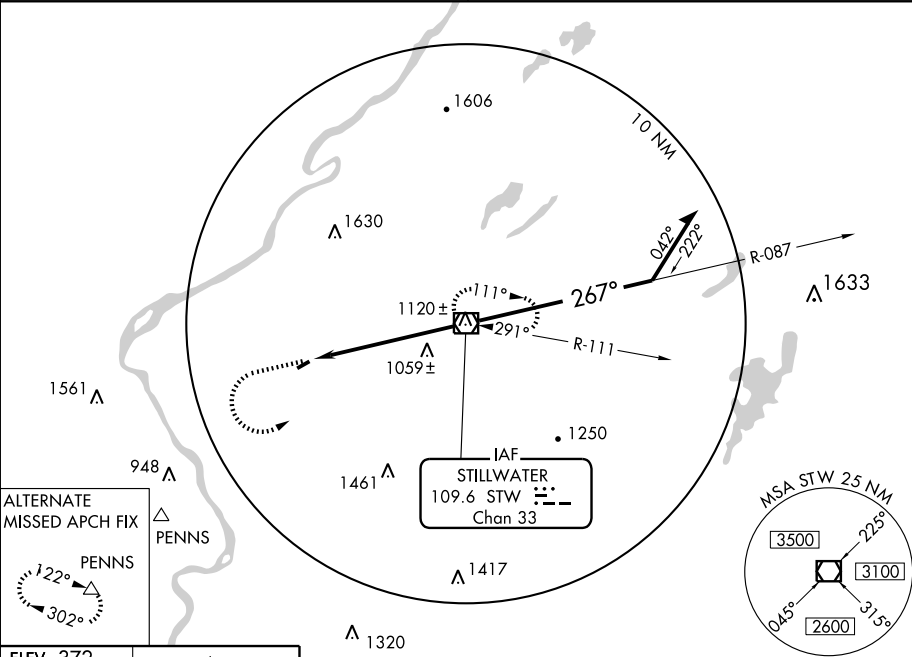 1606
10 NM
1630
042°
222°
R-087
1633
111°
267°
1120 ±
291°
R-111
1059 ±
1561
1250
948
1461
IAF
STILLWATER
109.6 STW
Chan 33
ALTERNATE
MISSED APCH FIX
PENNS
122°
302°
PENNS
1417
1320
MSA STW 25 NM
3500
225°
3100
045°
315°
2600
ELEV 372